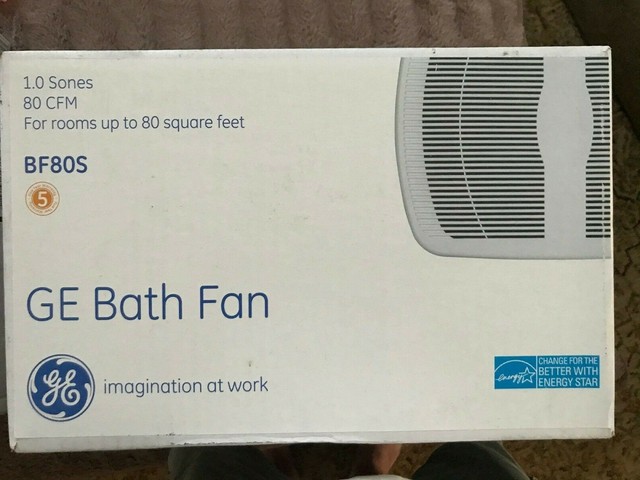 1.0 Sones
80 CFM
For rooms up to 80 square feet
BF80S
5
GE Bath Fan
GE imagination at work
energy
CHANGE FOR THE
BETTER WITH
ENERGY STAR